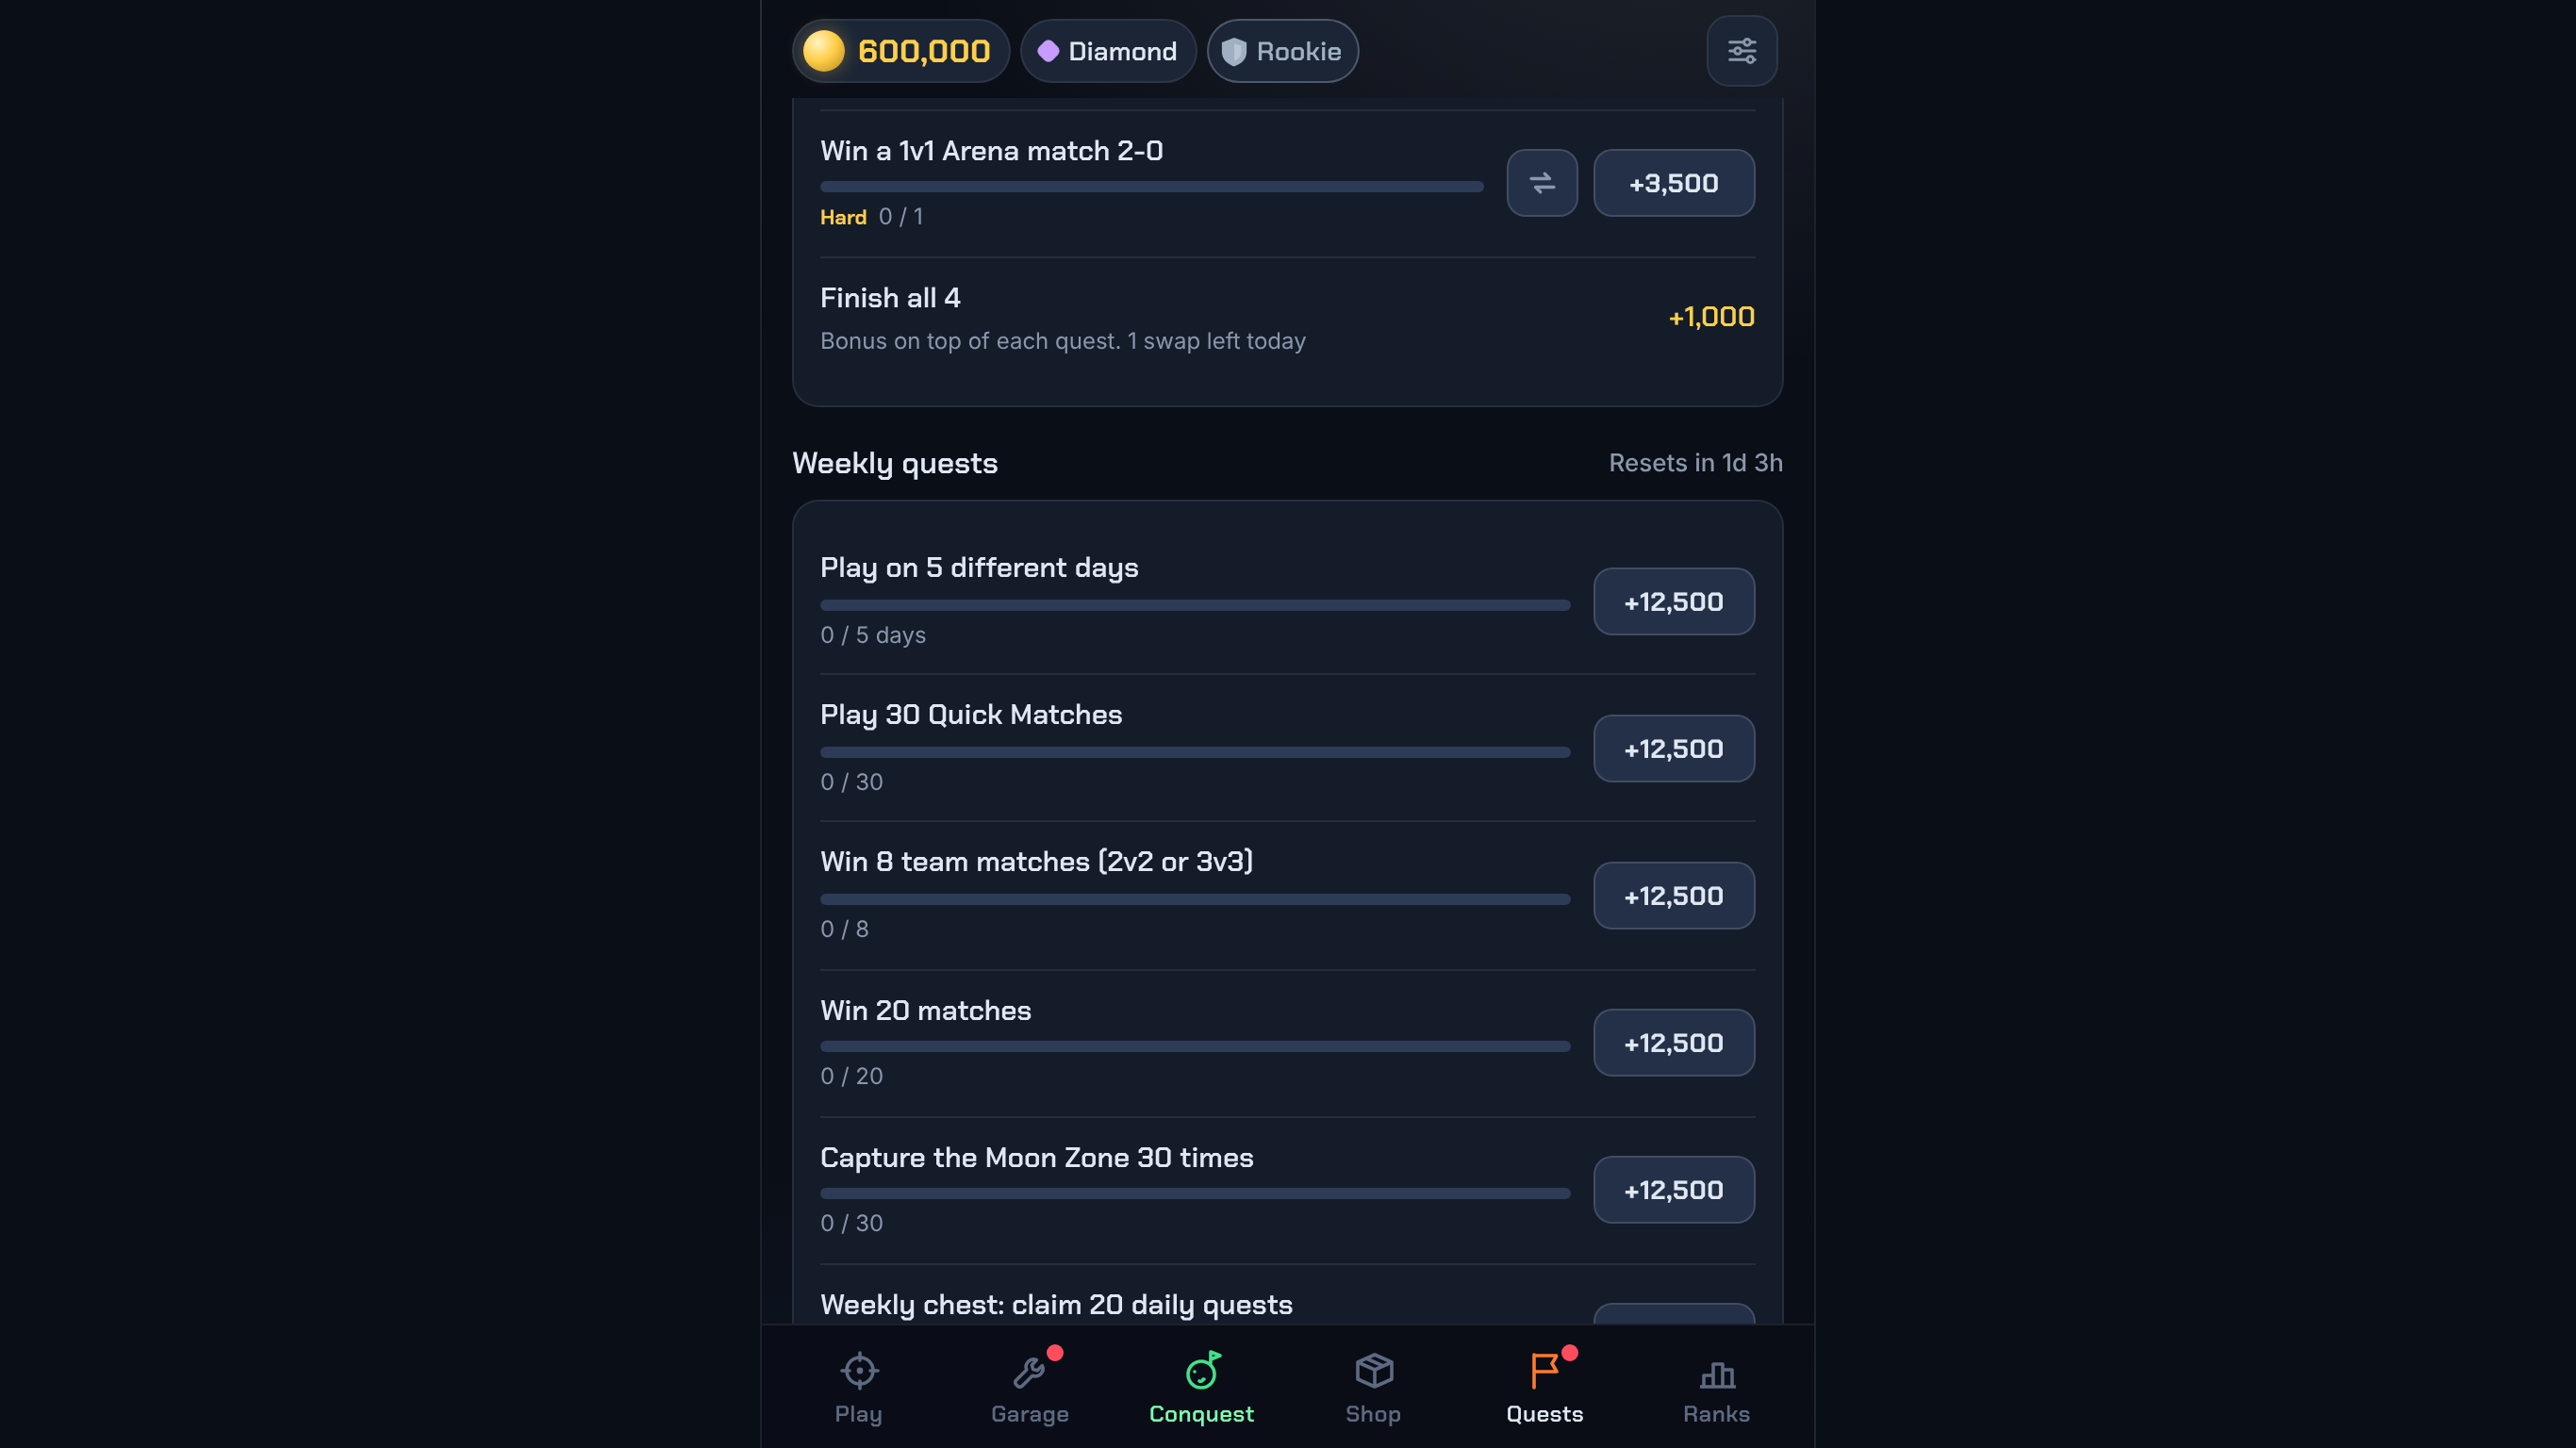 600,000
Diamond
Rookie
Win a 1v1 Arena match 2-0
Hard 0 / 1
+3,500
Finish all 4
Bonus on top of each quest. 1 swap left today
+1,000
Weekly quests
Resets in 1d 3h
Play on 5 different days
0 / 5 days
+12,500
Play 30 Quick Matches
0 / 30
+12,500
Win 8 team matches (2v2 or 3v3)
0 / 8
+12,500
Win 20 matches
0 / 20
+12,500
Capture the Moon Zone 30 times
0 / 30
+12,500
Weekly chest: claim 20 daily quests
Play
Garage
Conquest
Shop
Quests
Ranks